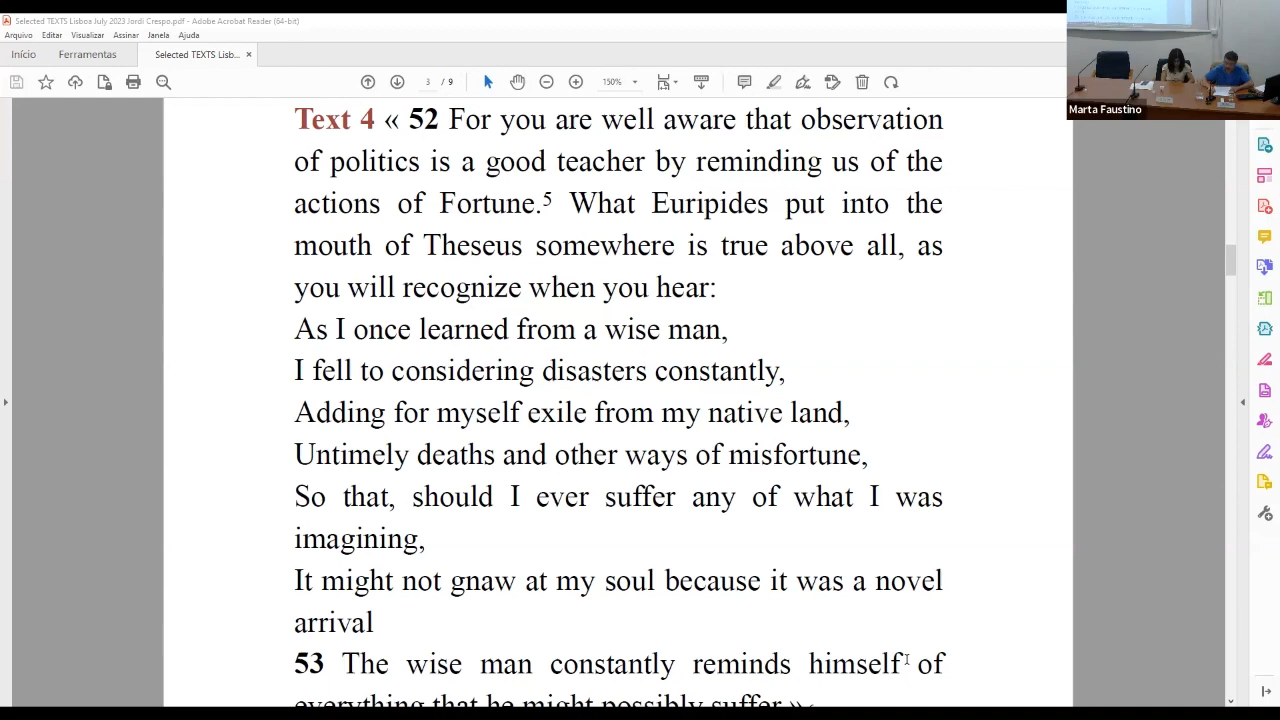 Selected TEXTS Lisboa July 2023 Jordi Crespo.pdf - Adobe Acrobat Reader (64-bit)
Arquivo Editar Visualizar Assinar Janela Ajuda
Início Ferramentas Selected TEXTS Lisb... ×
3 / 9 150%
Marta Faustino
Text 4 « 52 For you are well aware that observation
of politics is a good teacher by reminding us of the
actions of Fortune.⁵ What Euripides put into the
mouth of Theseus somewhere is true above all, as
you will recognize when you hear:
As I once learned from a wise man,
I fell to considering disasters constantly,
Adding for myself exile from my native land,
Untimely deaths and other ways of misfortune,
So that, should I ever suffer any of what I was
imagining,
It might not gnaw at my soul because it was a novel
arrival
53 The wise man constantly reminds himself of
everything that he might possibly suffer »